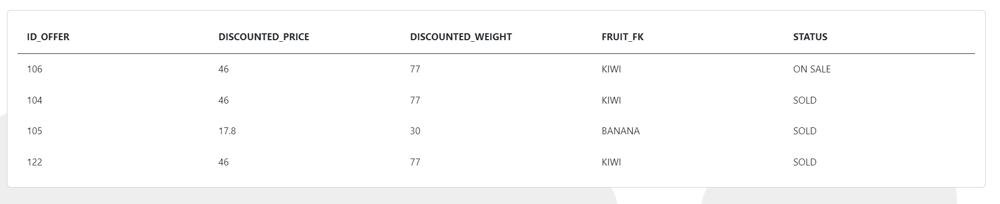 ID_OFFER DISCOUNTED_PRICE DISCOUNTED_WEIGHT FRUIT_FK STATUS
106 46 77 KIWI ON SALE
104 46 77 KIWI SOLD
105 17.8 30 BANANA SOLD
122 46 77 KIWI SOLD